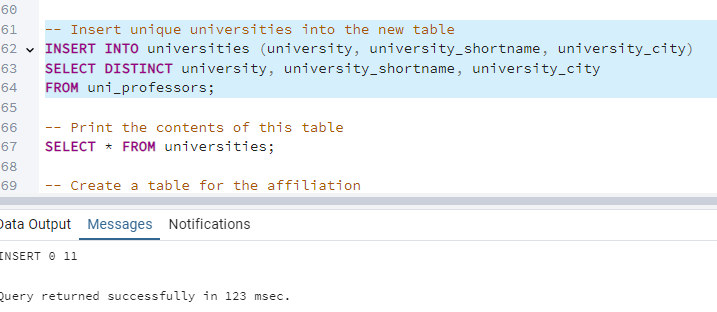 60
61 -- Insert unique universities into the new table
62 INSERT INTO universities (university, university_shortname, university_city)
63 SELECT DISTINCT university, university_shortname, university_city
64 FROM uni_professors;
65
66 -- Print the contents of this table
67 SELECT * FROM universities;
68
69 -- Create a table for the affiliation
Data Output Messages Notifications
INSERT 0 11
Query returned successfully in 123 msec.